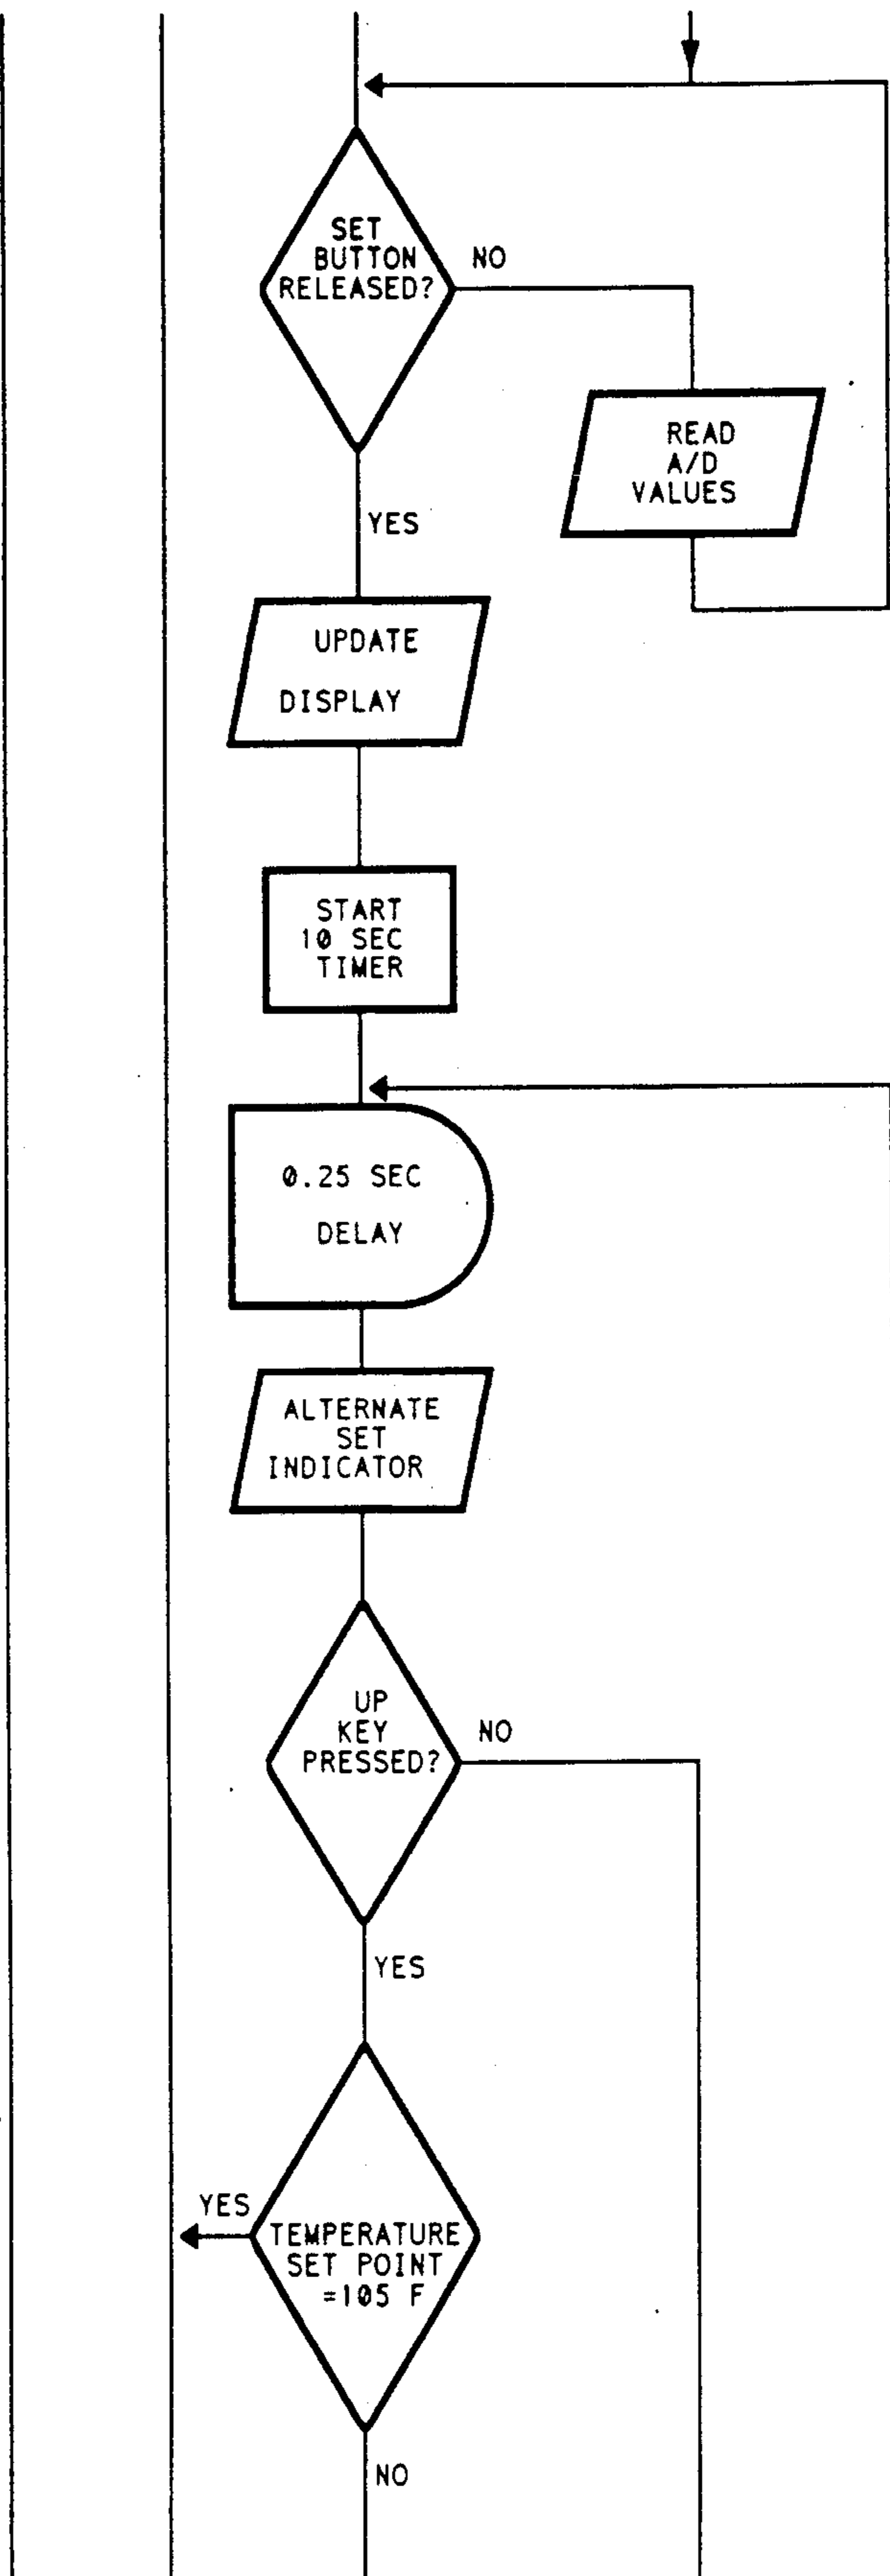 SET
BUTTON
RELEASED?
NO
READ
A/D
VALUES
YES
UPDATE
DISPLAY
START
10 SEC
TIMER
0.25 SEC
DELAY
ALTERNATE
SET
INDICATOR
UP
KEY
PRESSED?
NO
YES
YES
TEMPERATURE
SET POINT
=105 F
NO